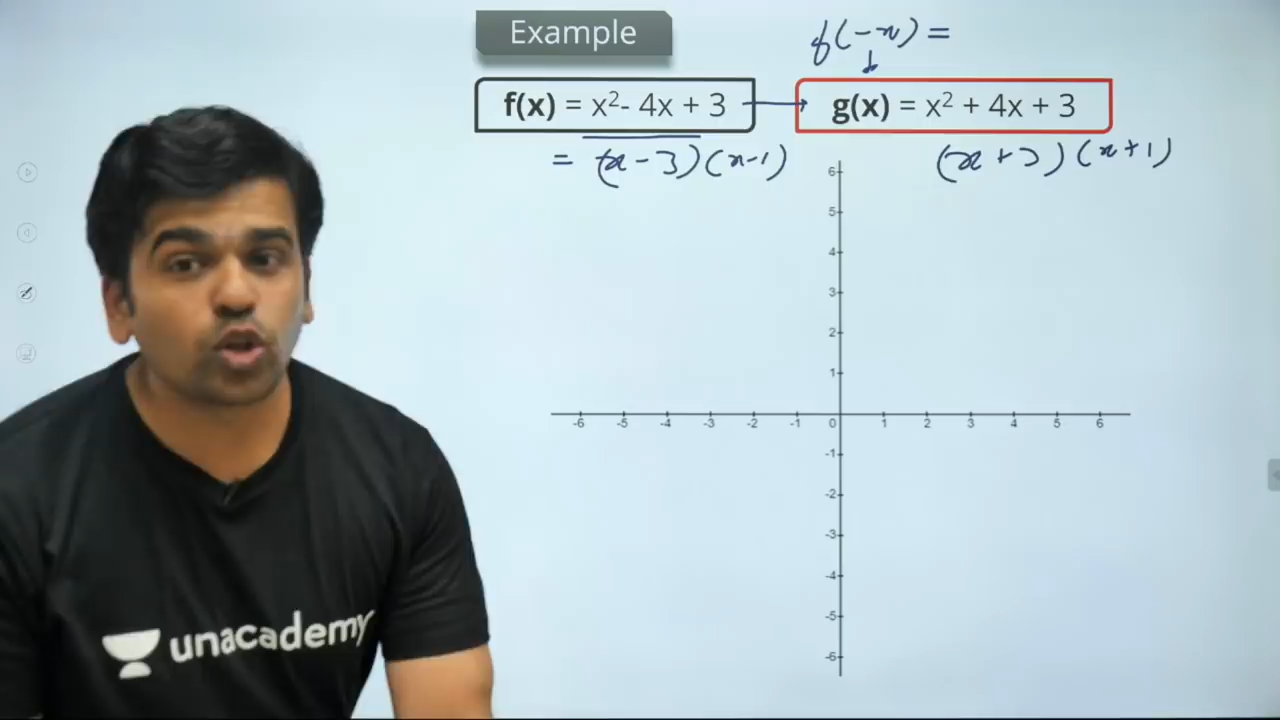 Example
f(-x) =
f(x) = x² - 4x + 3
g(x) = x² + 4x + 3
= (x - 3)(x - 1)
(x + 3)(x + 1)
6
5
4
3
2
1
-6 -5 -4 -3 -2 -1 0 1 2 3 4 5 6
-1
-2
-3
-4
-5
-6
unacademy